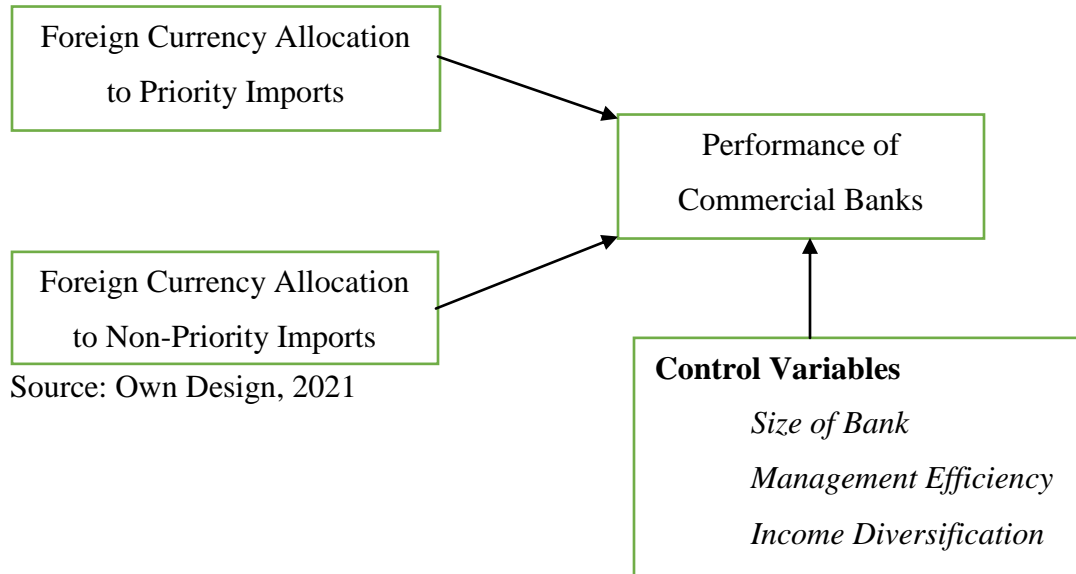 Foreign Currency Allocation
to Priority Imports
Performance of
Commercial Banks
Foreign Currency Allocation
to Non-Priority Imports
Source: Own Design, 2021
Control Variables
Size of Bank
Management Efficiency
Income Diversification